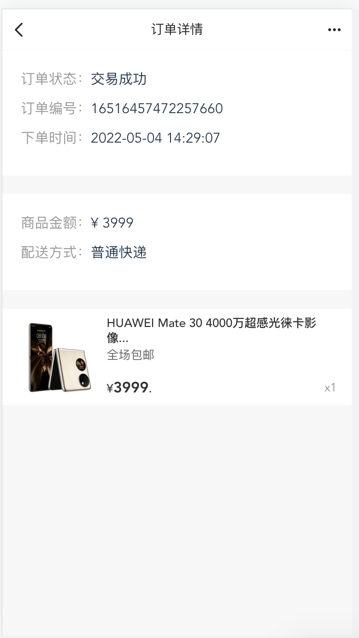 订单详情
订单状态：交易成功
订单编号：16516457472257660
下单时间：2022-05-04 14:29:07
商品金额：¥ 3999
配送方式：普通快递
HUAWEI Mate 30 4000万超感光徕卡影
像...
全场包邮
¥3999. x1